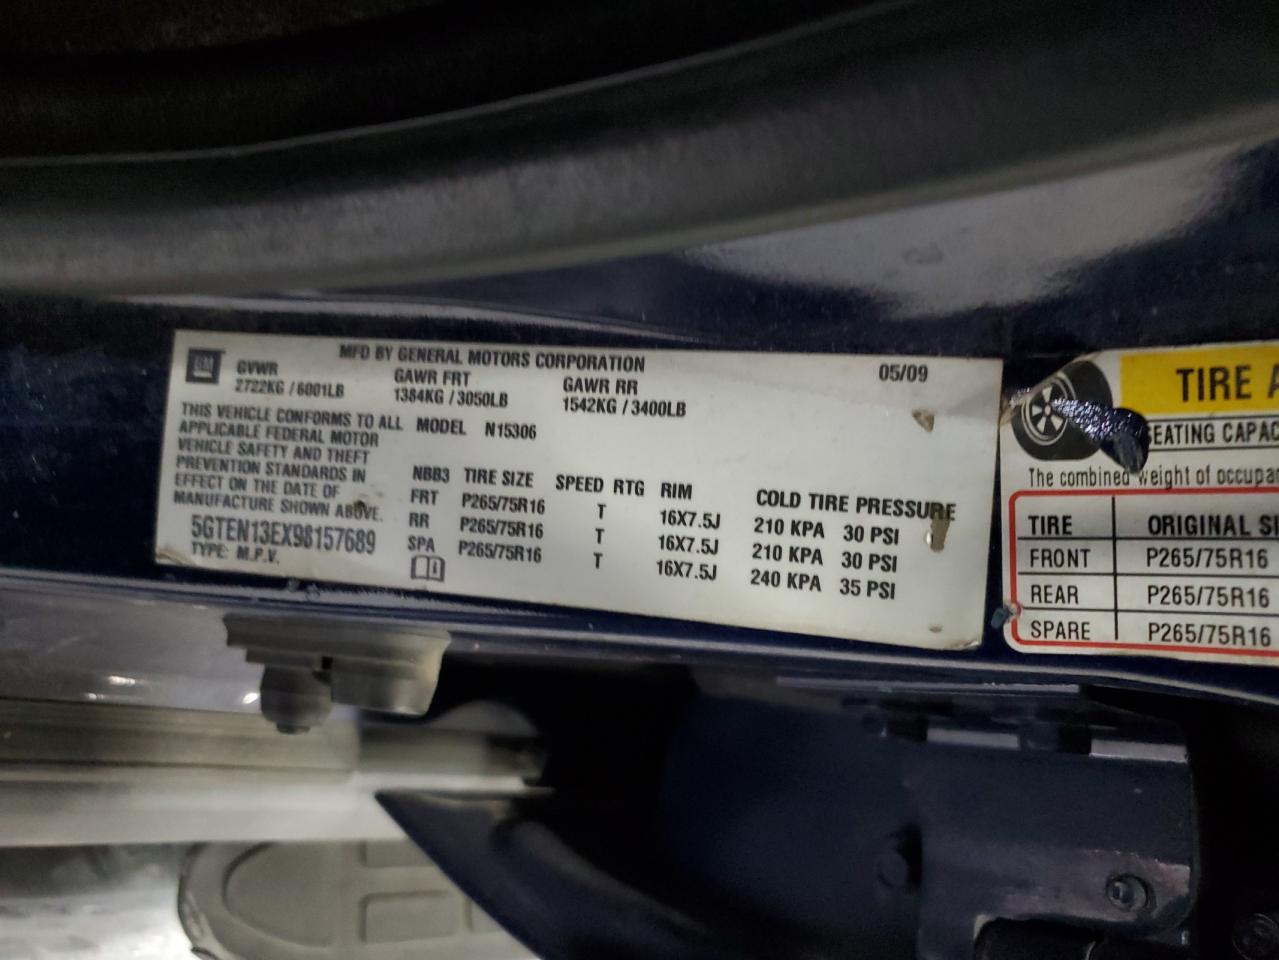 GM
MFD BY GENERAL MOTORS CORPORATION 05/09
GVWR GAWR FRT GAWR RR
2722KG / 6001LB 1384KG / 3050LB 1542KG / 3400LB
THIS VEHICLE CONFORMS TO ALL MODEL N15306
APPLICABLE FEDERAL MOTOR
VEHICLE SAFETY AND THEFT
PREVENTION STANDARDS IN
EFFECT ON THE DATE OF
MANUFACTURE SHOWN ABOVE.
5GTEN13EX98157689
TYPE: M.P.V.
NBB3 TIRE SIZE SPEED RTG RIM COLD TIRE PRESSURE
FRT P265/75R16 T 16X7.5J 210 KPA 30 PSI
RR P265/75R16 T 16X7.5J 210 KPA 30 PSI
SPA P265/75R16 T 16X7.5J 240 KPA 35 PSI
TIRE A
SEATING CAPAC
The combined weight of occupa
TIRE ORIGINAL SI
FRONT P265/75R16
REAR P265/75R16
SPARE P265/75R16